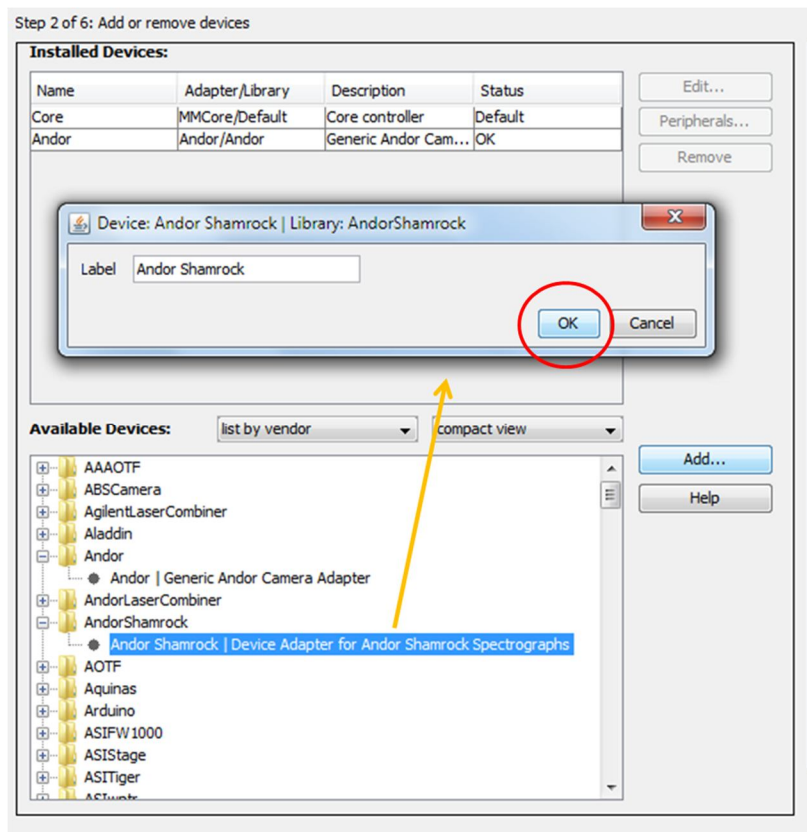 Step 2 of 6: Add or remove devices
Installed Devices:
Name Adapter/Library Description Status
Core MMCore/Default Core controller Default
Andor Andor/Andor Generic Andor Cam... OK
Edit...
Peripherals...
Remove
Device: Andor Shamrock | Library: AndorShamrock
Label Andor Shamrock
OK Cancel
Available Devices: list by vendor compact view
Add...
Help
AAAOTF
ABSCamera
AgilentLaserCombiner
Aladdin
Andor
Andor | Generic Andor Camera Adapter
AndorLaserCombiner
AndorShamrock
Andor Shamrock | Device Adapter for Andor Shamrock Spectrographs
AOTF
Aquinas
Arduino
ASIFW1000
ASIStage
ASITiger